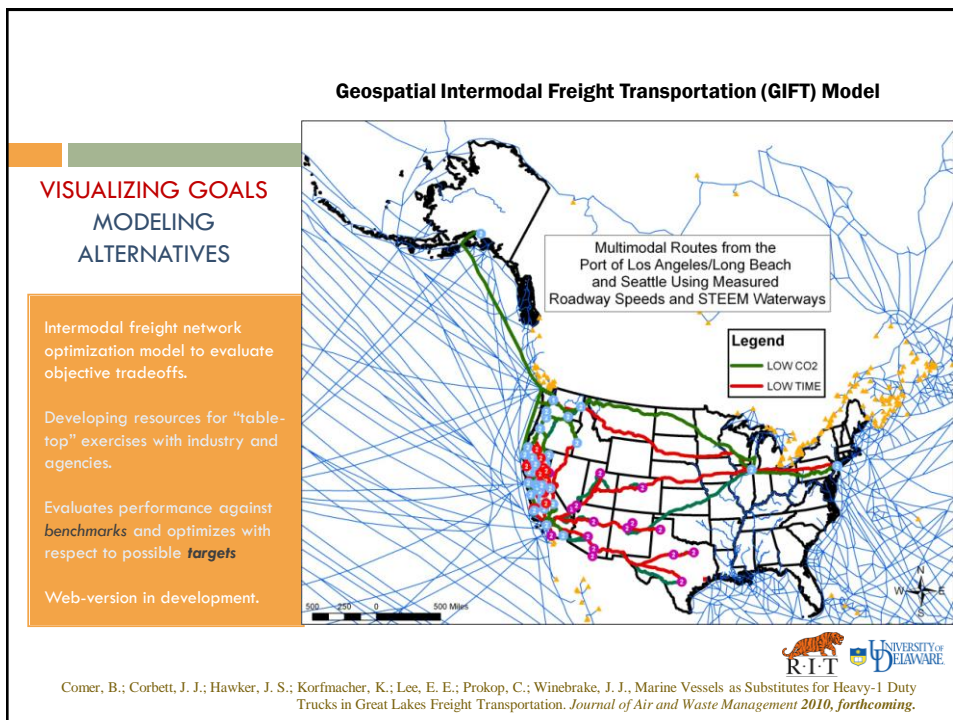 Geospatial Intermodal Freight Transportation (GIFT) Model
VISUALIZING GOALS
MODELING
ALTERNATIVES
Intermodal freight network
optimization model to evaluate
objective tradeoffs.
Developing resources for “table-
top” exercises with industry and
agencies.
Evaluates performance against
benchmarks and optimizes with
respect to possible targets
Web-version in development.
Multimodal Routes from the
Port of Los Angeles/Long Beach
and Seattle Using Measured
Roadway Speeds and STEEM Waterways
Legend
LOW CO2
LOW TIME
N
W E
S
500 250 0 500 Miles
R·I·T
UNIVERSITY OF
DELAWARE.
Comer, B.; Corbett, J. J.; Hawker, J. S.; Korfmacher, K.; Lee, E. E.; Prokop, C.; Winebrake, J. J., Marine Vessels as Substitutes for Heavy-1 Duty
Trucks in Great Lakes Freight Transportation. Journal of Air and Waste Management 2010, forthcoming.